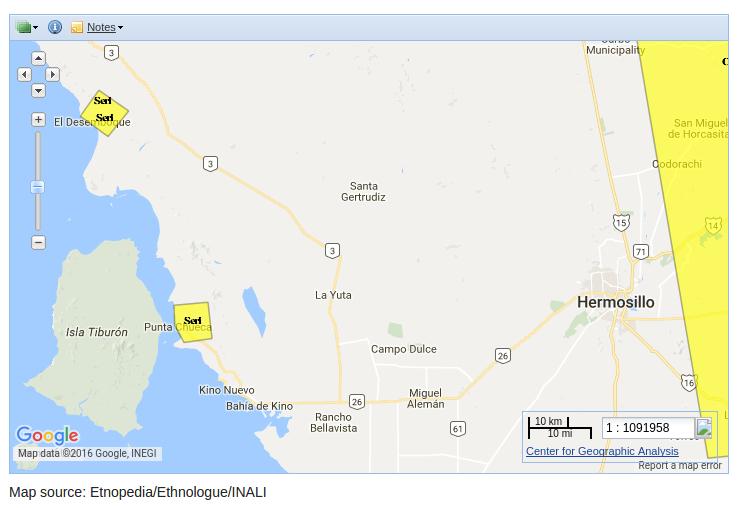 Notes
3
Carbó
Municipality
Seri
Seri
El Desemboque
San Miguel
de Horcasita
Codorachi
3
Santa
Gertrudiz
15
14
3
71
La Yuta
Hermosillo
Seri
Punta Chueca
Isla Tiburón
Campo Dulce
26
16
Kino Nuevo
Bahía de Kino
26
Miguel
Alemán
Rancho
Bellavista
61
10 km
10 mi
1 : 1091958
Center for Geographic Analysis
Google
Map data ©2016 Google, INEGI
Report a map error
Map source: Etnopedia/Ethnologue/INALI